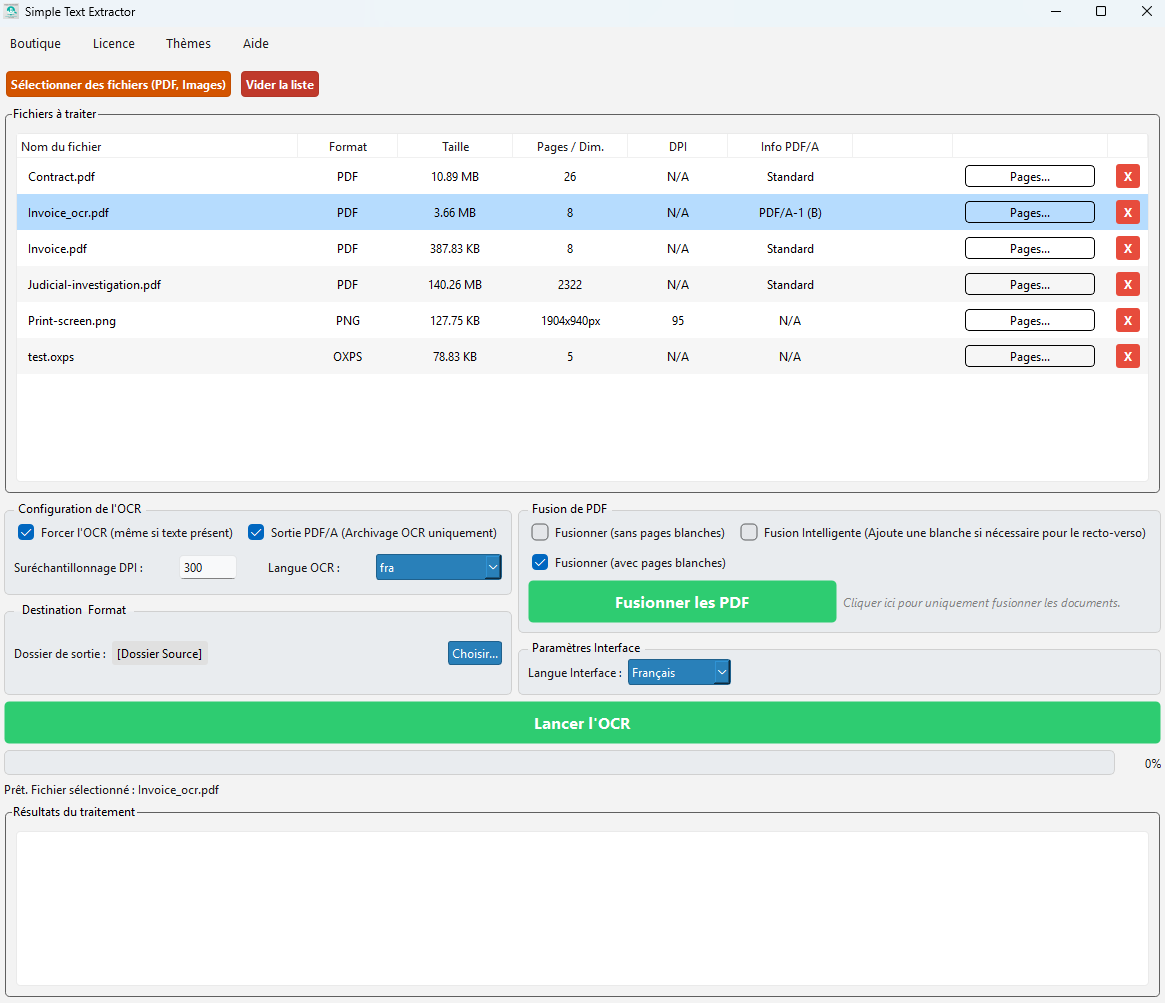 Simple Text Extractor
Boutique Licence Thèmes Aide
Sélectionner des fichiers (PDF, Images) Vider la liste
Fichiers à traiter
Nom du fichier Format Taille Pages / Dim. DPI Info PDF/A
Contract.pdf PDF 10.89 MB 26 N/A Standard Pages... X
Invoice_ocr.pdf PDF 3.66 MB 8 N/A PDF/A-1 (B) Pages... X
Invoice.pdf PDF 387.83 KB 8 N/A Standard Pages... X
Judicial-investigation.pdf PDF 140.26 MB 2322 N/A Standard Pages... X
Print-screen.png PNG 127.75 KB 1904x940px 95 N/A Pages... X
test.oxps OXPS 78.83 KB 5 N/A N/A Pages... X
Configuration de l'OCR
Forcer l'OCR (même si texte présent) Sortie PDF/A (Archivage OCR uniquement)
Suréchantillonnage DPI : 300 Langue OCR : fra
Destination Format
Dossier de sortie : [Dossier Source] Choisir...
Fusion de PDF
Fusionner (sans pages blanches) Fusion Intelligente (Ajoute une blanche si nécessaire pour le recto-verso)
Fusionner (avec pages blanches)
Fusionner les PDF Cliquer ici pour uniquement fusionner les documents.
Paramètres Interface
Langue Interface : Français
Lancer l'OCR
0%
Prêt. Fichier sélectionné : Invoice_ocr.pdf
Résultats du traitement